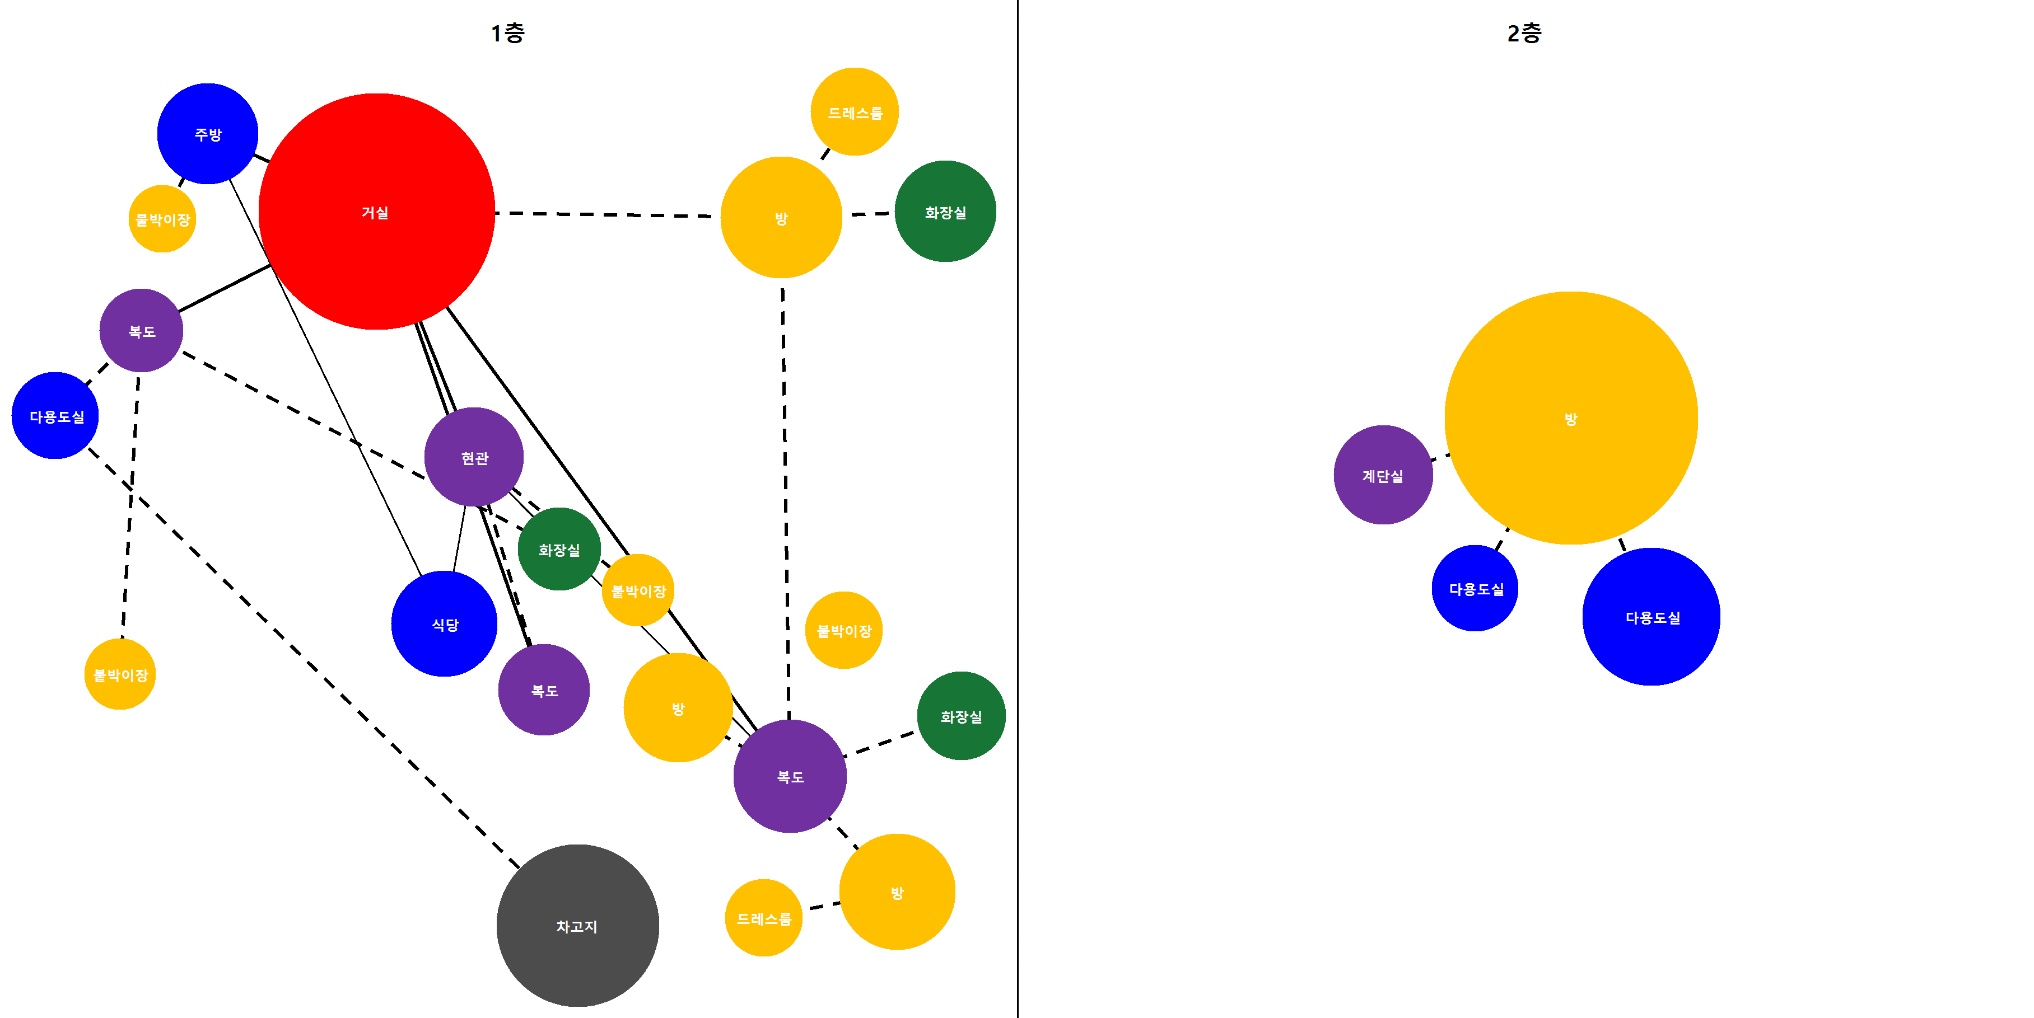 1층
주방
붙박이장
거실
드레스룸
방
화장실
복도
다용도실
현관
화장실
붙박이장
붙박이장
식당
복도
붙박이장
방
화장실
복도
방
드레스룸
차고지
2층
방
계단실
다용도실
다용도실